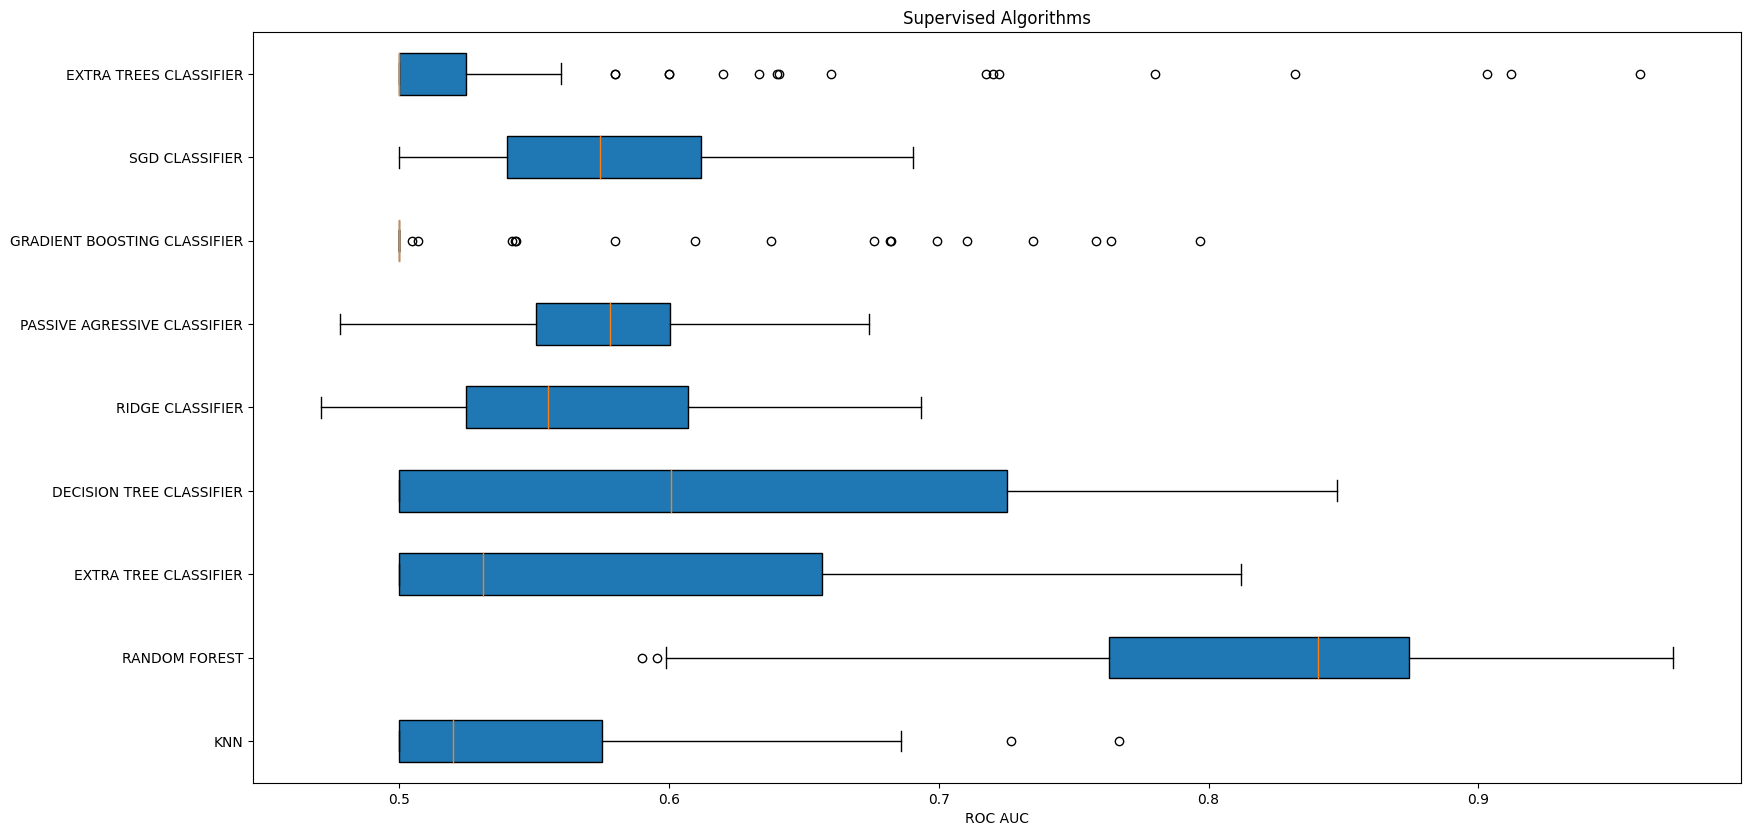 Supervised Algorithms
EXTRA TREES CLASSIFIER
SGD CLASSIFIER
GRADIENT BOOSTING CLASSIFIER
PASSIVE AGRESSIVE CLASSIFIER
RIDGE CLASSIFIER
DECISION TREE CLASSIFIER
EXTRA TREE CLASSIFIER
RANDOM FOREST
KNN
0.5 0.6 0.7 0.8 0.9
ROC AUC